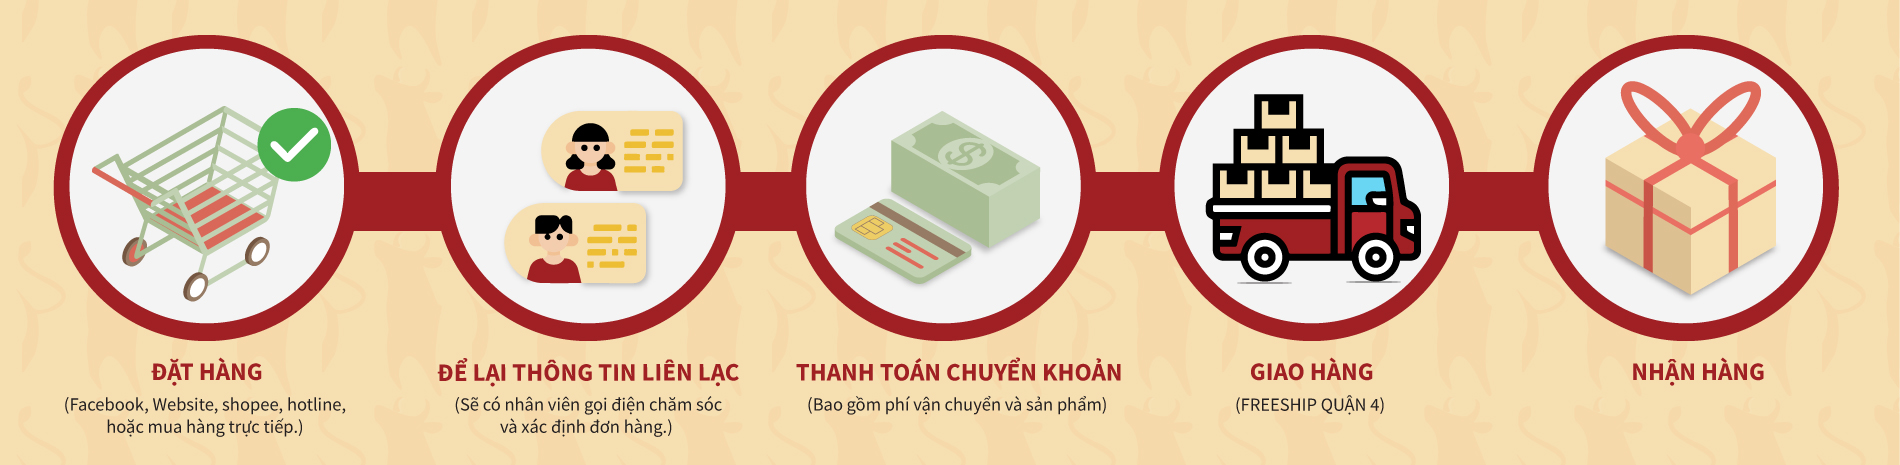 ĐẶT HÀNG
(Facebook, Website, shopee, hotline,
hoặc mua hàng trực tiếp.)
ĐỂ LẠI THÔNG TIN LIÊN LẠC
(Sẽ có nhân viên gọi điện chăm sóc
và xác định đơn hàng.)
THANH TOÁN CHUYỂN KHOẢN
(Bao gồm phí vận chuyển và sản phẩm)
GIAO HÀNG
(FREESHIP QUẬN 4)
NHẬN HÀNG